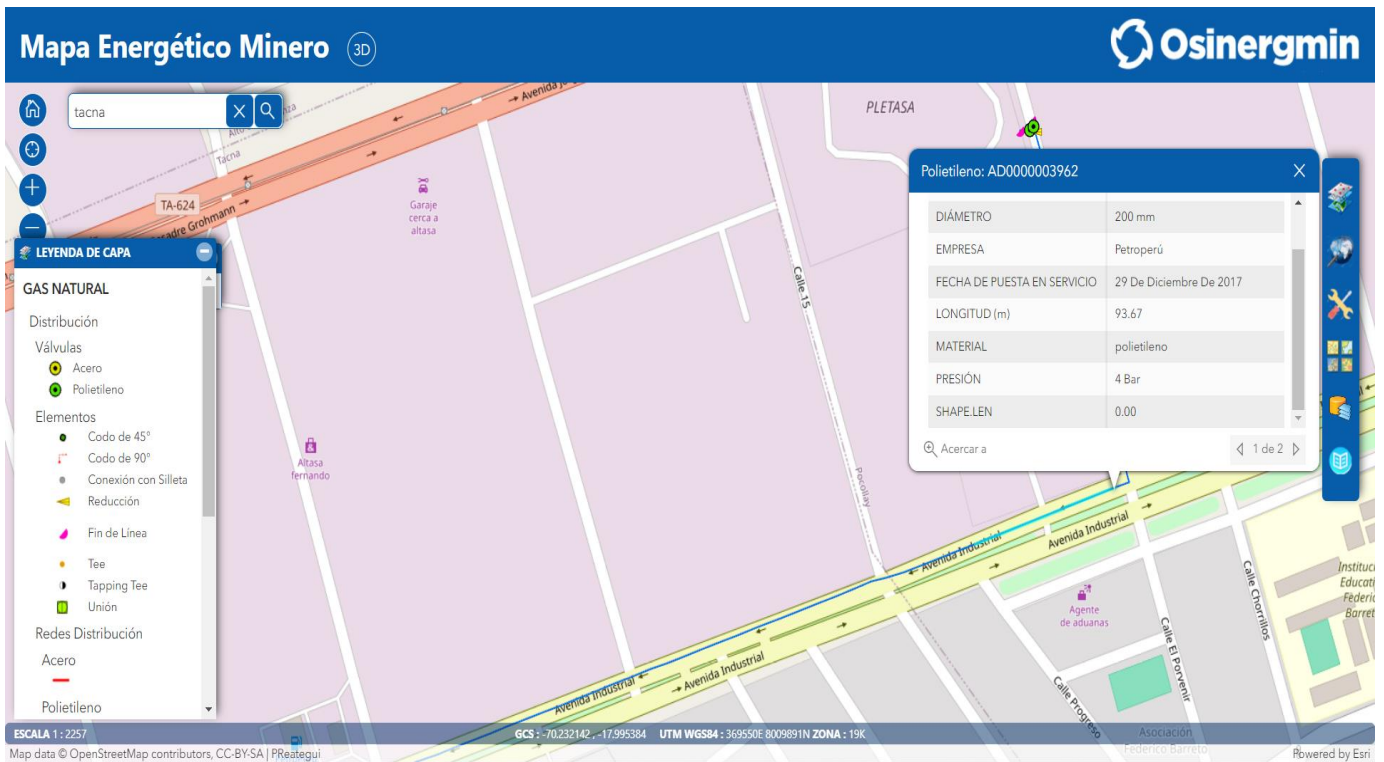 Mapa Energético Minero 3D
Osinergmin
tacna
Tacna
TA-624
Garaje
cerca a
altasa
PLETASA
Calle 15
Pocollay
Altasa
fernando
LEYENDA DE CAPA
GAS NATURAL
Distribución
Válvulas
Acero
Polietileno
Elementos
Codo de 45°
Codo de 90°
Conexión con Silleta
Reducción
Fin de Línea
Tee
Tapping Tee
Unión
Redes Distribución
Acero
Polietileno
Polietileno: AD0000003962
DIÁMETRO 200 mm
EMPRESA Petroperú
FECHA DE PUESTA EN SERVICIO 29 De Diciembre De 2017
LONGITUD (m) 93.67
MATERIAL polietileno
PRESIÓN 4 Bar
SHAPE.LEN 0.00
Acercar a
1 de 2
Avenida Industrial
Avenida Industrial
Avenida Industrial
Avenida Industrial
Avenida Industrial
Agente
de aduanas
Calle Chorrillos
Calle El Porvenir
Calle Progreso
Asociación
Federico Barreto
ESCALA 1 : 2257
GCS : -70.232142 , -17.995384 UTM WGS84 : 369550E 8009891N ZONA : 19K
Map data © OpenStreetMap contributors, CC-BY-SA | PReategui
Powered by Esri